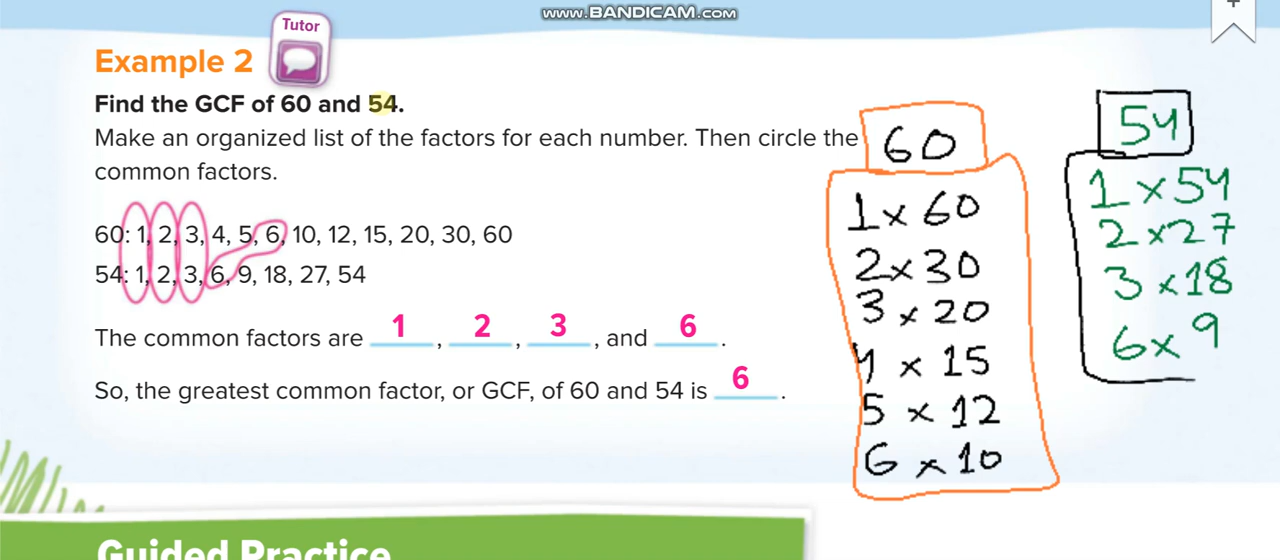 www.BANDICAM.com
Tutor
Example 2
Find the GCF of 60 and 54.
Make an organized list of the factors for each number. Then circle the
common factors.
60: 1, 2, 3, 4, 5, 6, 10, 12, 15, 20, 30, 60
54: 1, 2, 3, 6, 9, 18, 27, 54
The common factors are 1, 2, 3, and 6.
So, the greatest common factor, or GCF, of 60 and 54 is 6.
60
1 x 60
2 x 30
3 x 20
4 x 15
5 x 12
6 x 10
54
1 x 54
2 x 27
3 x 18
6 x 9
Guided Practice